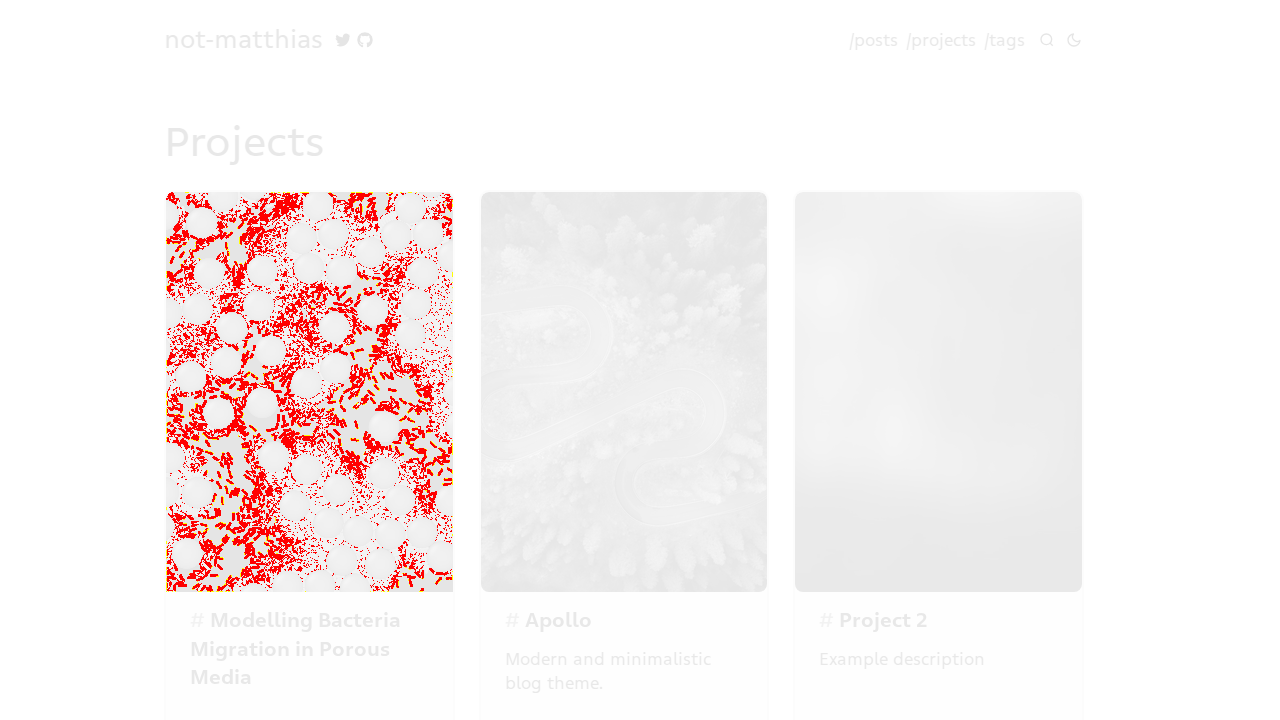 not-matthias
/posts /projects /tags
Projects
# Modelling Bacteria
Migration in Porous
Media
# Apollo
Modern and minimalistic
blog theme.
# Project 2
Example description